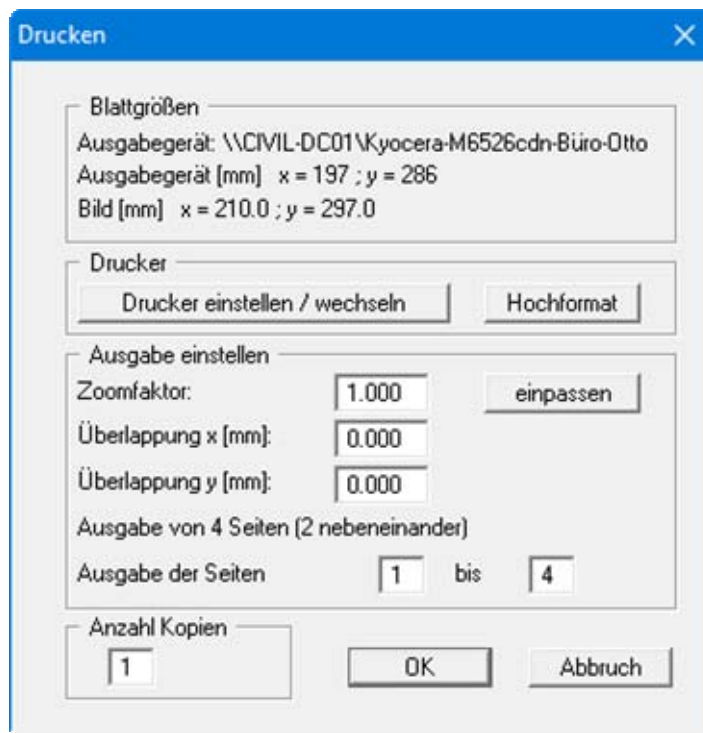 Drucken
Blattgrößen
Ausgabegerät: \\CIVIL-DC01\Kyocera-M6526cdn-Büro-Otto
Ausgabegerät [mm] x = 197 ; y = 286
Bild [mm] x = 210.0 ; y = 297.0
Drucker
Drucker einstellen / wechseln Hochformat
Ausgabe einstellen
Zoomfaktor: 1.000 einpassen
Überlappung x [mm]: 0.000
Überlappung y [mm]: 0.000
Ausgabe von 4 Seiten (2 nebeneinander)
Ausgabe der Seiten 1 bis 4
Anzahl Kopien
1 OK Abbruch